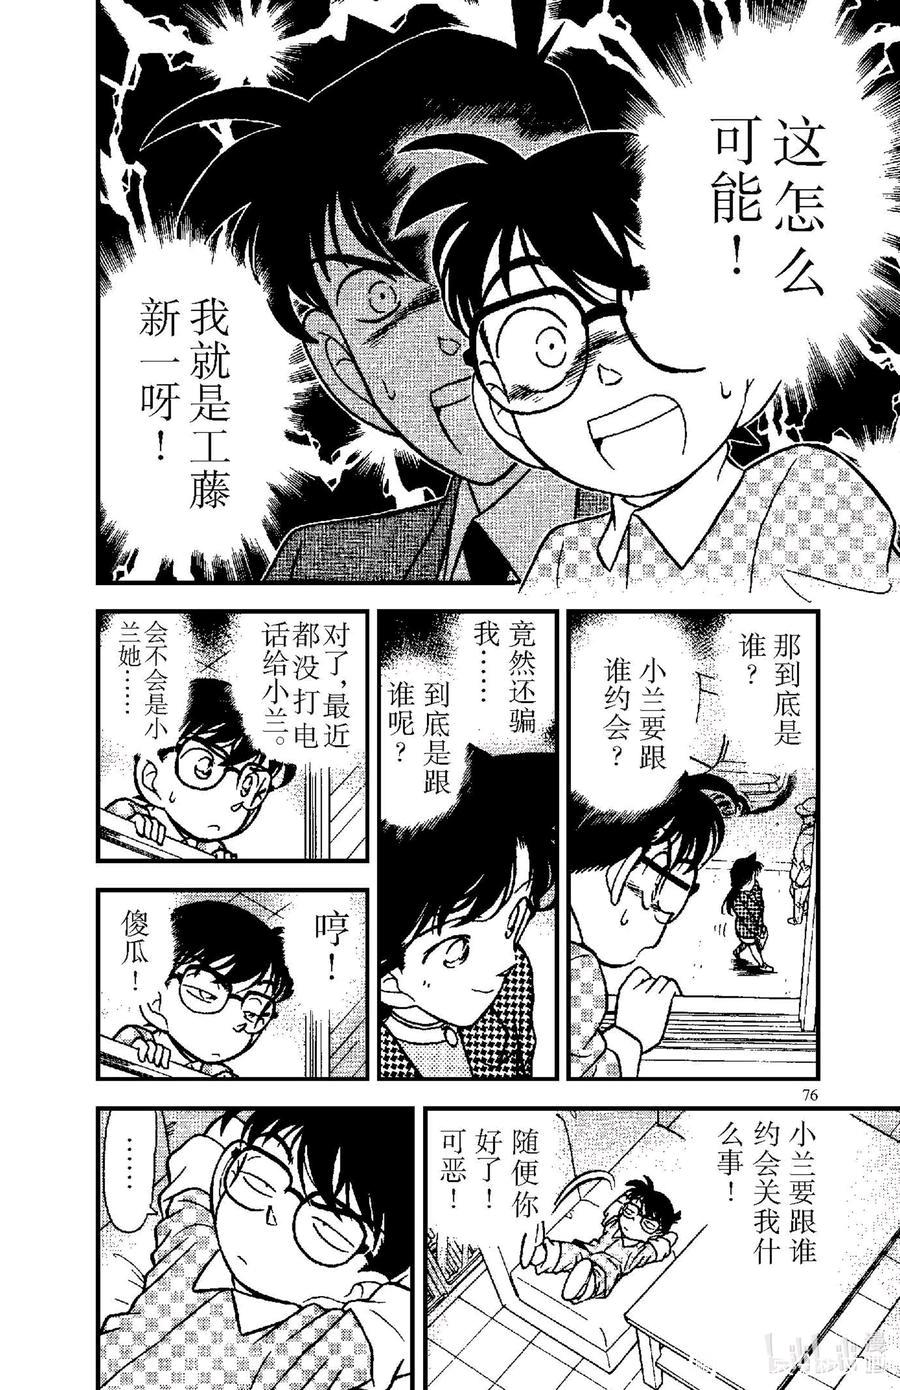 这怎么
可能！
我就是工藤
新一呀！
那到底是
谁？
小兰要跟
谁约会？
竟然还骗
我……
到底是跟
谁呢？
对了，最近
都没打电
话给小兰。
会不会是小
兰她……
哼！
傻瓜！
76
小兰要跟谁
约会关我什
么事！
随便你
好了！
可恶！
……